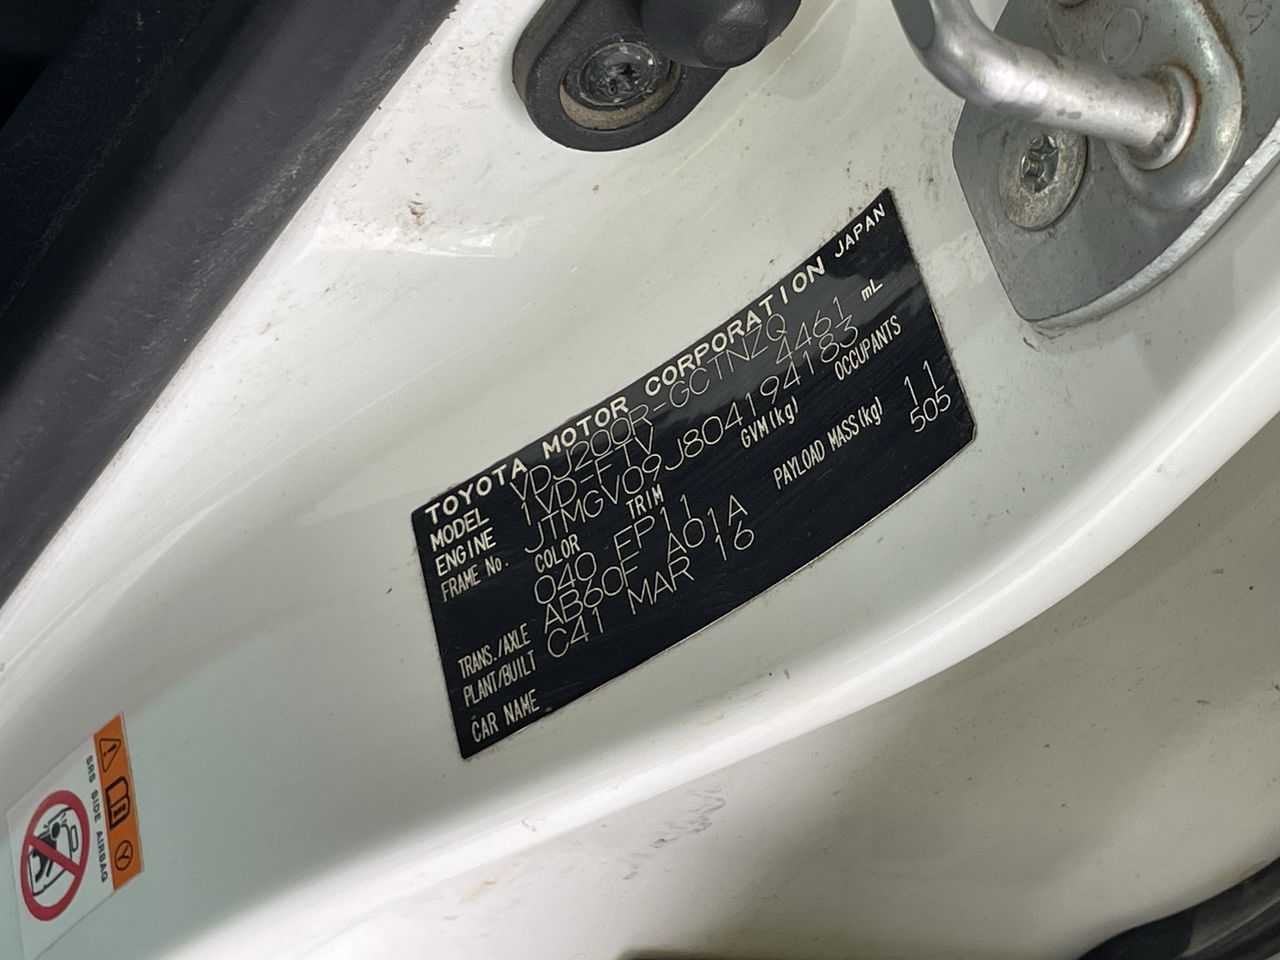 TOYOTA MOTOR CORPORATION JAPAN
MODEL VDJ200R-GCTNZQ
ENGINE 1VD-FTV 4461 mL
FRAME No. JTMGV09J804194183
COLOR TRIM GVM(kg) OCCUPANTS
040 FP11
TRANS./AXLE AB60F A01A PAYLOAD MASS(kg) 11
PLANT/BUILT C41 MAR 16 505
CAR NAME
SRS SIDE AIRBAG